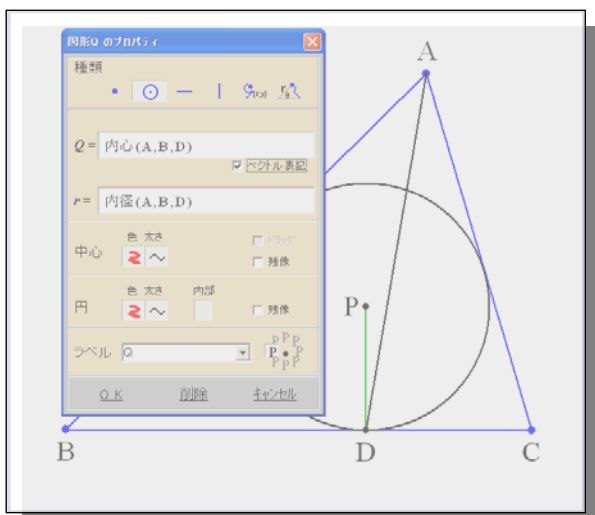 図形Q のプロパティ
種類
Q = 内心(A,B,D)
ベクトル表記
r = 内径(A,B,D)
色 太さ
中心
ドラッグ
残像
色 太さ 内部
円
残像
ラベル Q
P P P
P P
P P P
O K 削除 キャンセル
A
P
B D C